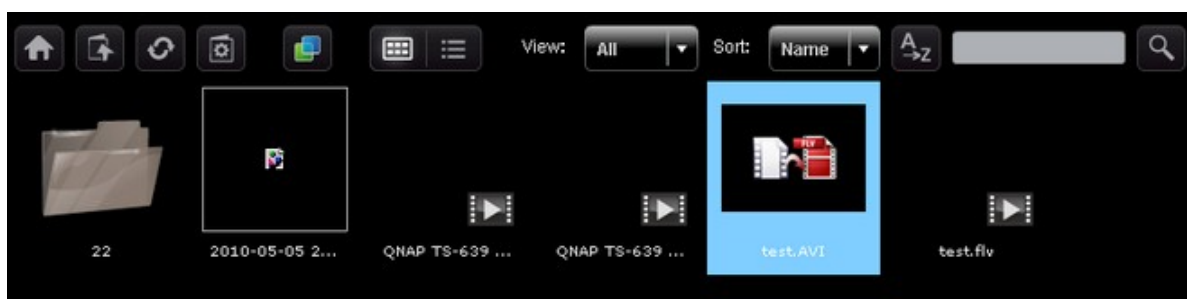 View: All Sort: Name A Z
FLV
22 2010-05-05 2... QNAP TS-639 ... QNAP TS-639 ... test.AVI test.flv